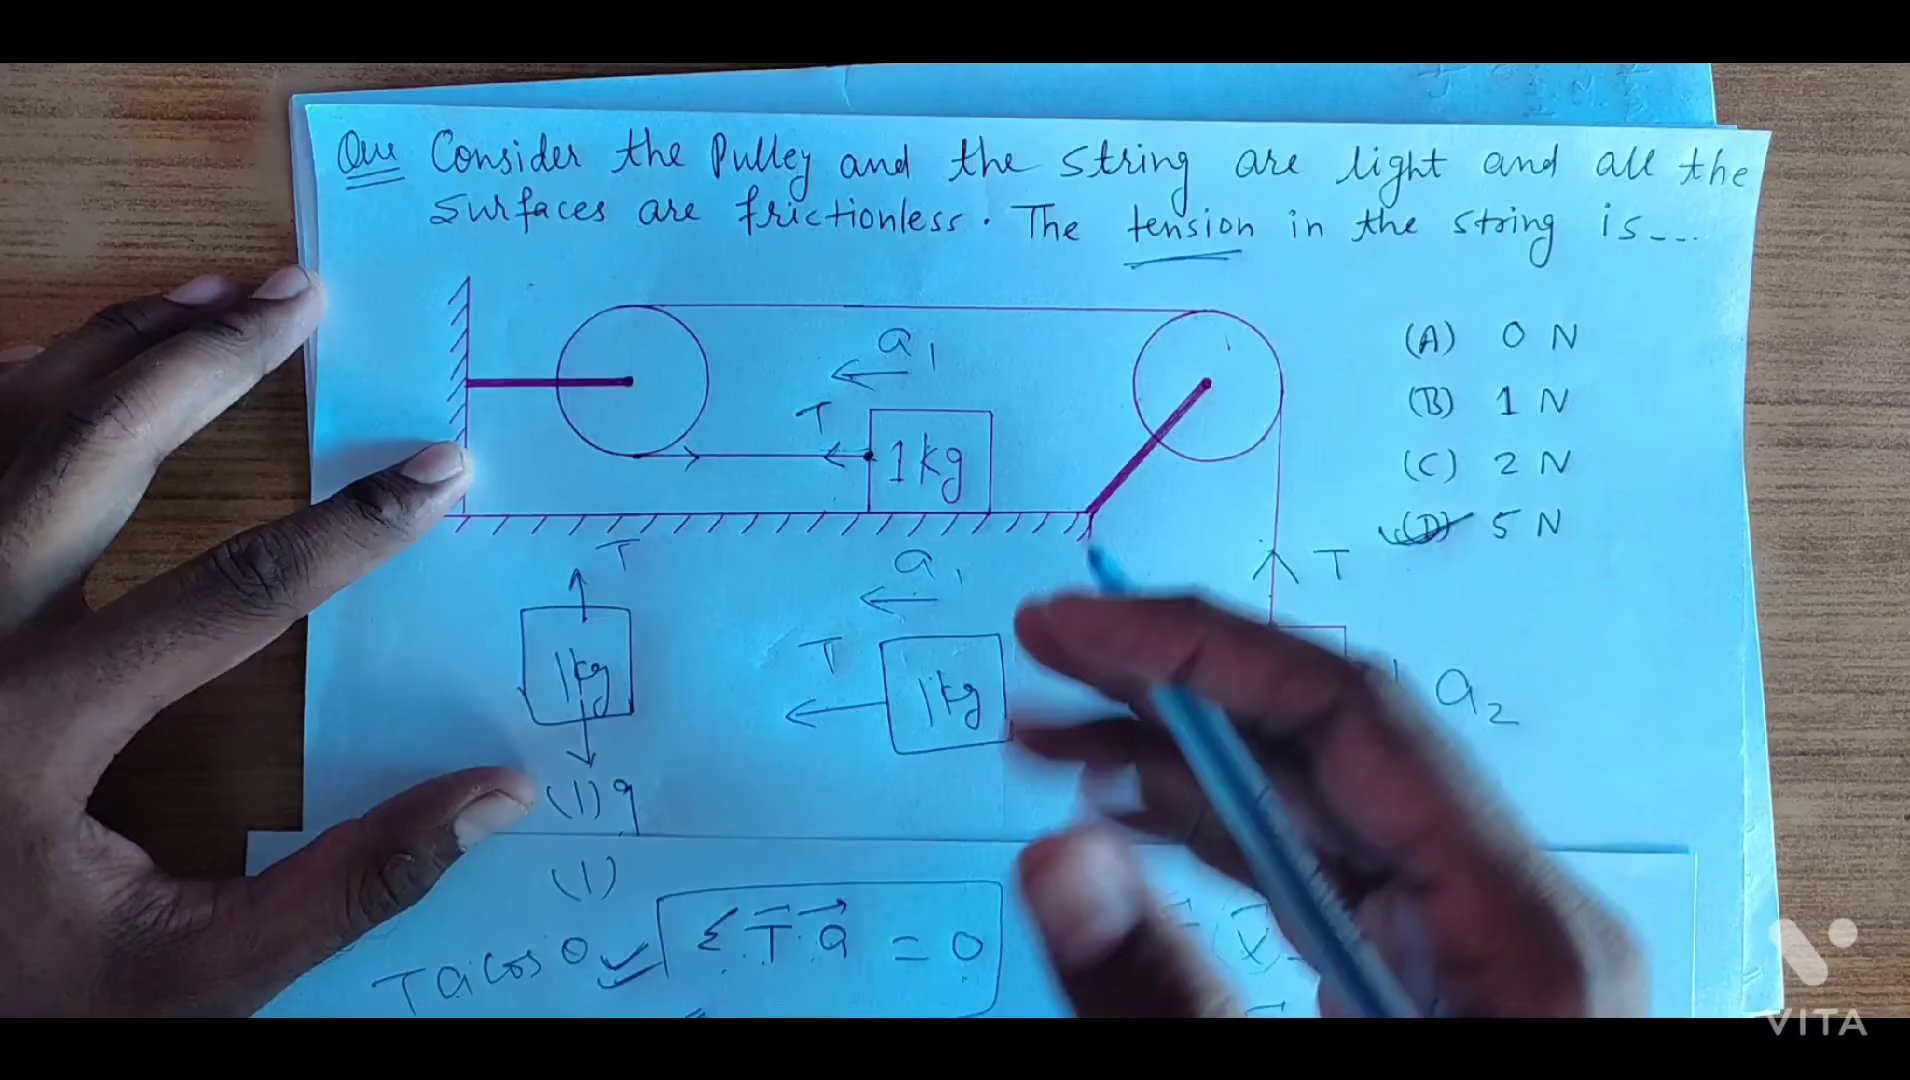 Que Consider the Pulley and the string are light and all the
surfaces are frictionless. The tension in the string is---
a1
T
1kg
(A) 0 N
(B) 1 N
(C) 2 N
(D) 5 N
T
T
1kg
(1)g
(1)
a1
T
1kg
a2
Ta cos θ
Σ T⃗.a⃗ = 0
VITA